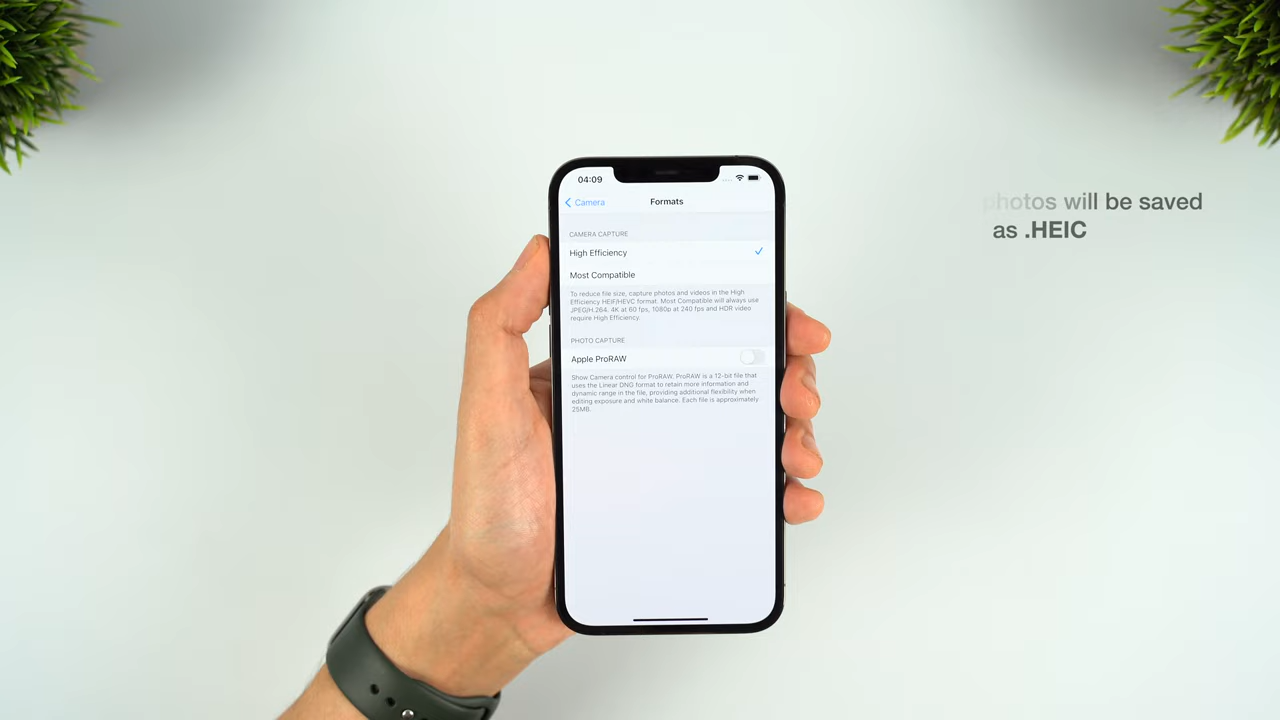 04:09
Camera
Formats
CAMERA CAPTURE
High Efficiency
Most Compatible
To reduce file size, capture photos and videos in the High
Efficiency HEIF/HEVC format. Most Compatible will always use
JPEG/H.264. 4K at 60 fps, 1080p at 240 fps and HDR video
require High Efficiency.
PHOTO CAPTURE
Apple ProRAW
Show Camera control for ProRAW. ProRAW is a 12-bit file that
uses the Linear DNG format to retain more information and
dynamic range in the file, providing additional flexibility when
editing exposure and white balance. Each file is approximately
25MB.
photos will be saved
as .HEIC